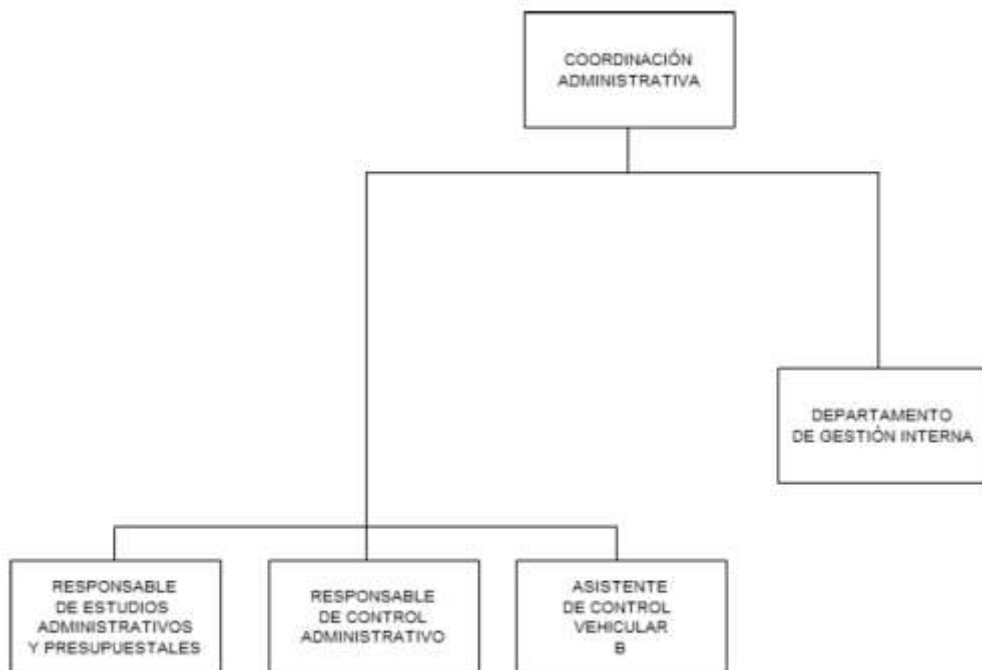 COORDINACIÓN
ADMINISTRATIVA
DEPARTAMENTO
DE GESTIÓN INTERNA
RESPONSABLE
DE ESTUDIOS
ADMINISTRATIVOS
Y PRESUPUESTALES
RESPONSABLE
DE CONTROL
ADMINISTRATIVO
ASISTENTE
DE CONTROL
VEHICULAR
B